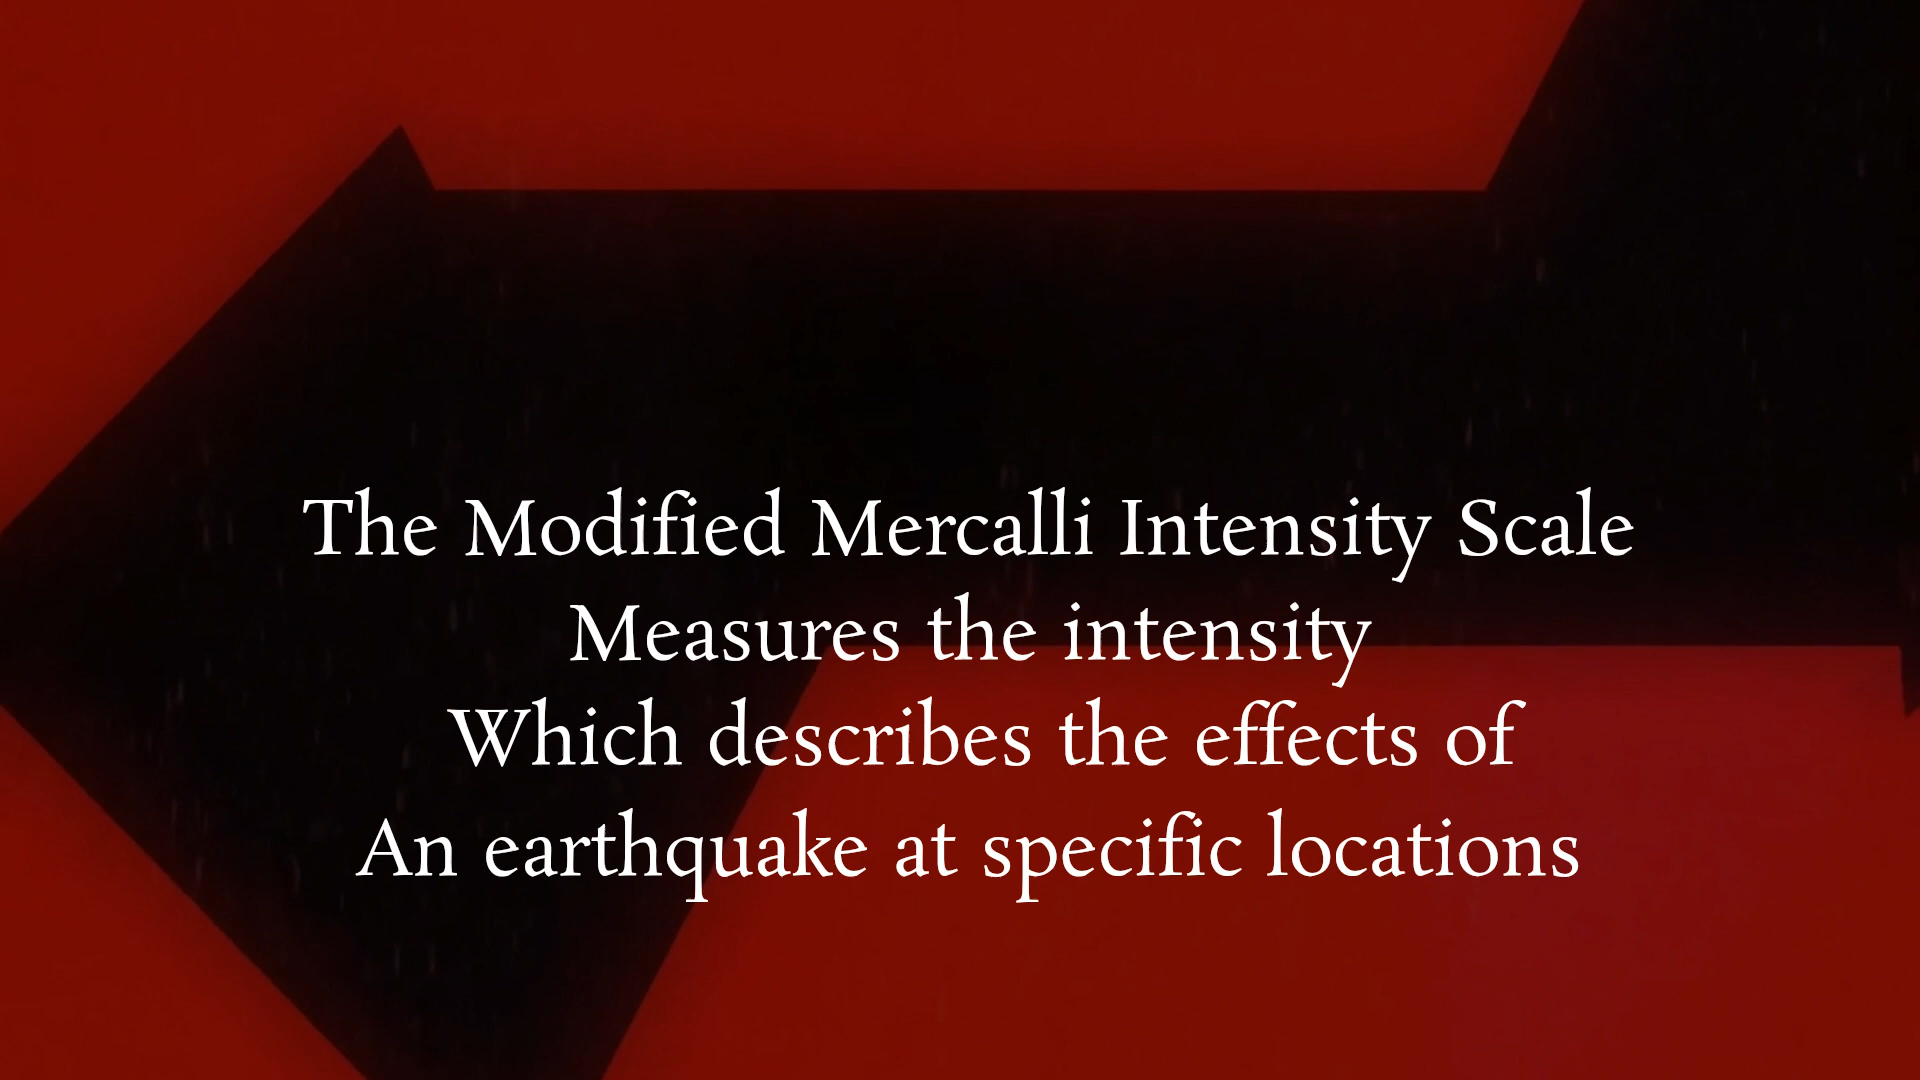 The Modified Mercalli Intensity Scale
Measures the intensity
Which describes the effects of
An earthquake at specific locations